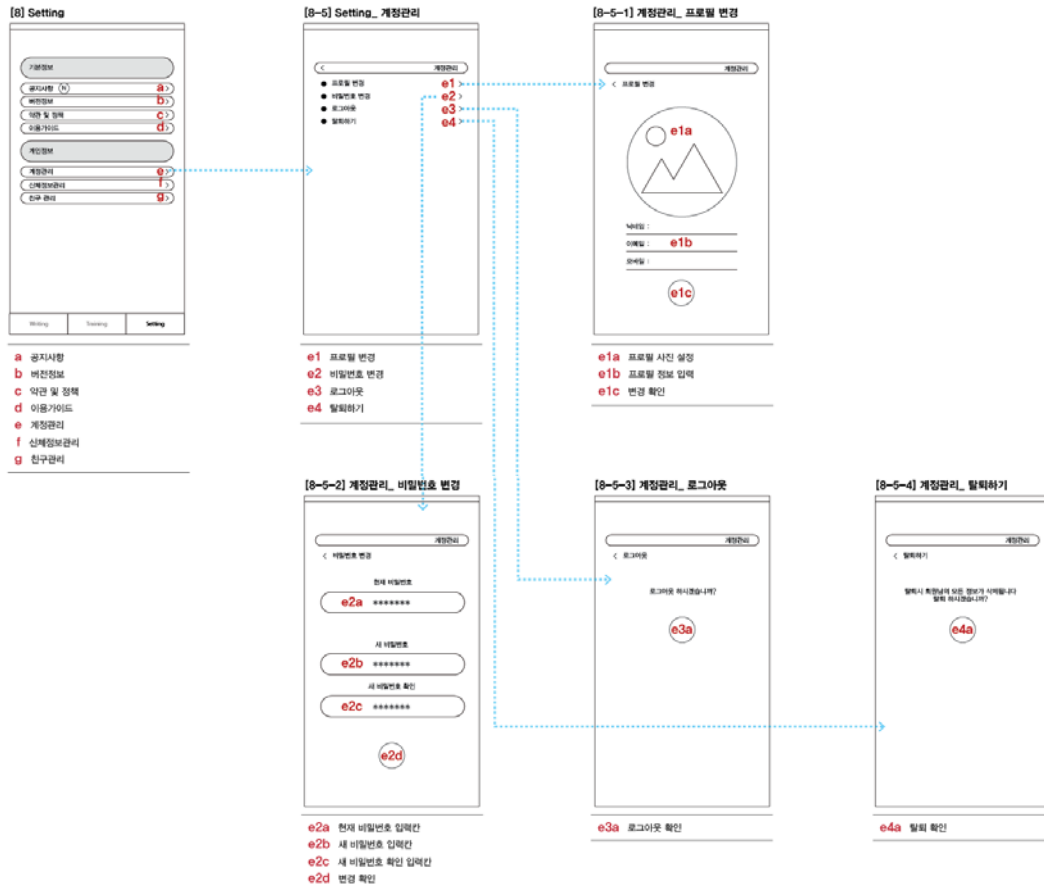 [8] Setting
기본정보
공지사항 N a >
버전정보 b >
약관 및 정책 c >
이용가이드 d >
개인정보
계정관리 e >
신체정보관리 f >
친구 관리 g >
Writing Training Setting
a 공지사항
b 버전정보
c 약관 및 정책
d 이용가이드
e 계정관리
f 신체정보관리
g 친구관리
[8-5] Setting_ 계정관리
< 계정관리
● 프로필 변경 e1 >
● 비밀번호 변경 e2 >
● 로그아웃 e3 >
● 탈퇴하기 e4 >
e1 프로필 변경
e2 비밀번호 변경
e3 로그아웃
e4 탈퇴하기
[8-5-1] 계정관리_ 프로필 변경
계정관리
< 프로필 변경
e1a
닉네임 :
이메일 : e1b
모바일 :
e1c
e1a 프로필 사진 설정
e1b 프로필 정보 입력
e1c 변경 확인
[8-5-2] 계정관리_ 비밀번호 변경
계정관리
< 비밀번호 변경
현재 비밀번호
e2a *******
새 비밀번호
e2b *******
새 비밀번호 확인
e2c *******
e2d
e2a 현재 비밀번호 입력칸
e2b 새 비밀번호 입력칸
e2c 새 비밀번호 확인 입력칸
e2d 변경 확인
[8-5-3] 계정관리_ 로그아웃
계정관리
< 로그아웃
로그아웃 하시겠습니까?
e3a
e3a 로그아웃 확인
[8-5-4] 계정관리_ 탈퇴하기
계정관리
< 탈퇴하기
탈퇴시 회원님의 모든 정보가 삭제됩니다
탈퇴 하시겠습니까?
e4a
e4a 탈퇴 확인